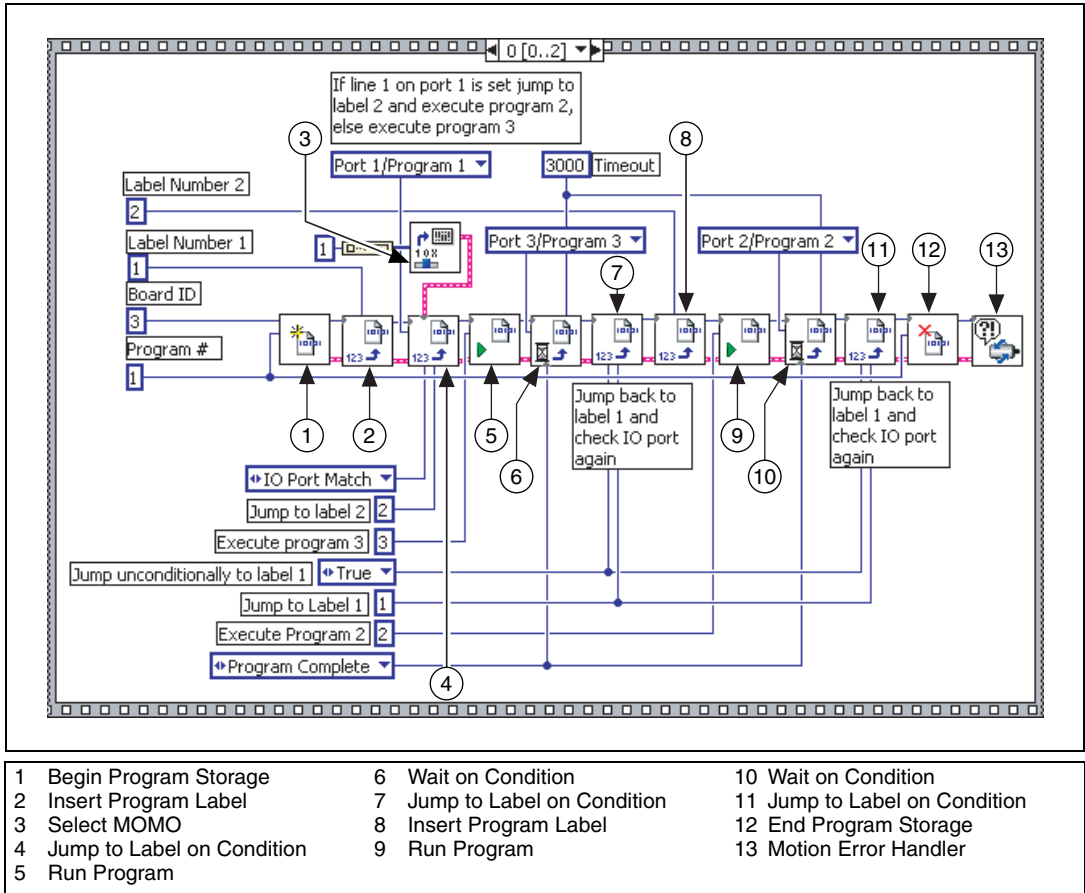 0 [0..2]
If line 1 on port 1 is set jump to
label 2 and execute program 2,
else execute program 3
3
8
Port 1/Program 1
3000 Timeout
Label Number 2
2
Label Number 1
1
1
Port 3/Program 3
Port 2/Program 2
7
11
12
13
Board ID
3
Program #
1
123
123
123
123
123
?!
1
2
5
6
9
10
Jump back to
label 1 and
check IO port
again
Jump back to
label 1 and
check IO port
again
IO Port Match
Jump to label 2 2
Execute program 3 3
Jump unconditionally to label 1 True
Jump to Label 1 1
Execute Program 2 2
Program Complete
4
1 Begin Program Storage
2 Insert Program Label
3 Select MOMO
4 Jump to Label on Condition
5 Run Program
6 Wait on Condition
7 Jump to Label on Condition
8 Insert Program Label
9 Run Program
10 Wait on Condition
11 Jump to Label on Condition
12 End Program Storage
13 Motion Error Handler